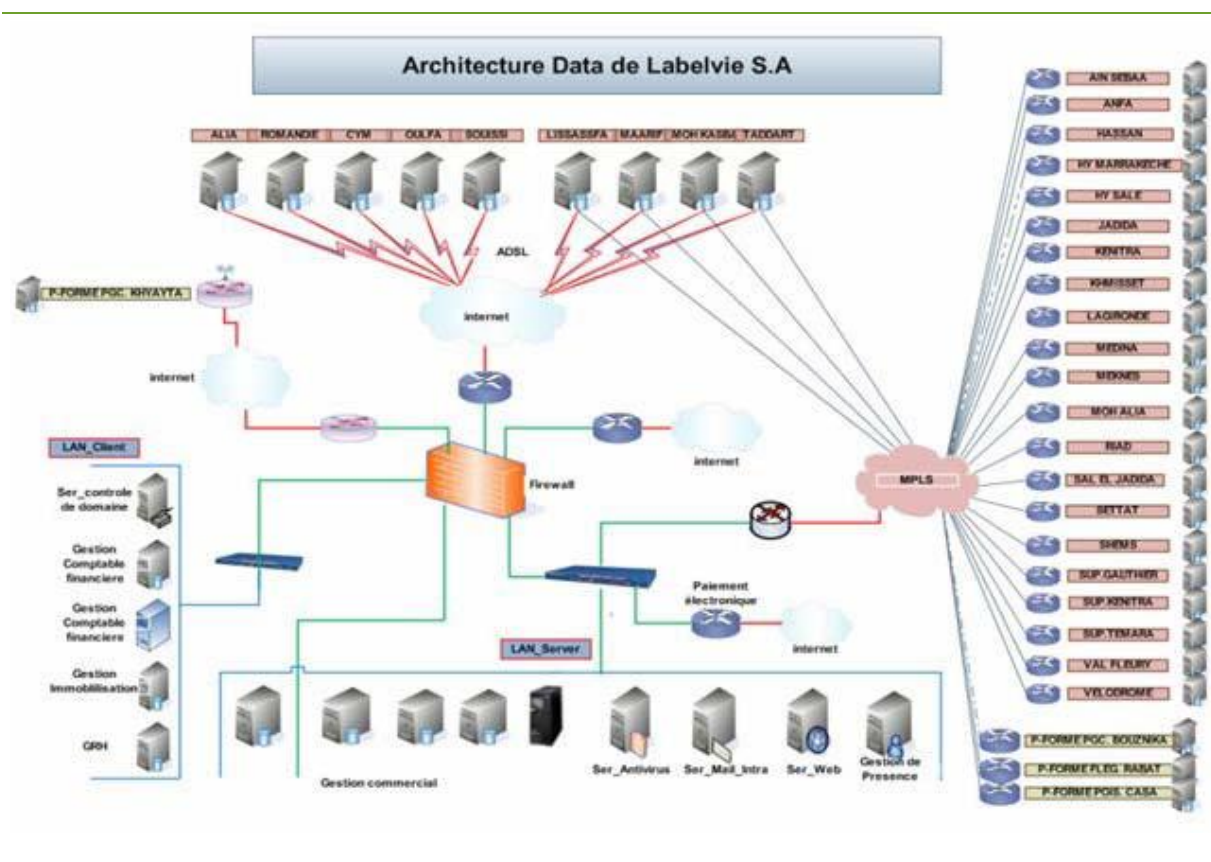 Architecture Data de Labelvie S.A
ALIA
ROMANDIE
CYM
OULFA
SOUISSI
LISSASSFA
MAARIF
MOH KASBA
TADDART
ADSL
internet
P-FORME PGC. KHYAYTA
internet
internet
Firewall
MPLS
LAN_Client
Ser_controle
de domaine
Gestion
Comptable
financiere
Gestion
Comptable
financiere
Gestion
Immoblilisation
GRH
Paiement
électronique
internet
LAN_Server
Gestion commercial
Ser_Antivirus
Ser_Mail_Intra
Ser_Web
Gestion de
Presence
AIN SEBAA
ANFA
HASSAN
HY MARRAKECHE
HY SALE
JADIDA
KENITRA
KHMISSET
LAGIRONDE
MEDINA
MEKNES
MOH ALIA
RIAD
SAL EL JADIDA
SETTAT
SHEMS
SUP.GAUTHIER
SUP.KENITRA
SUP.TEMARA
VAL FLEURY
VELODROME
P-FORME PGC. BOUZNIKA
P-FORME FLEG. RABAT
P-FORME POIS. CASA